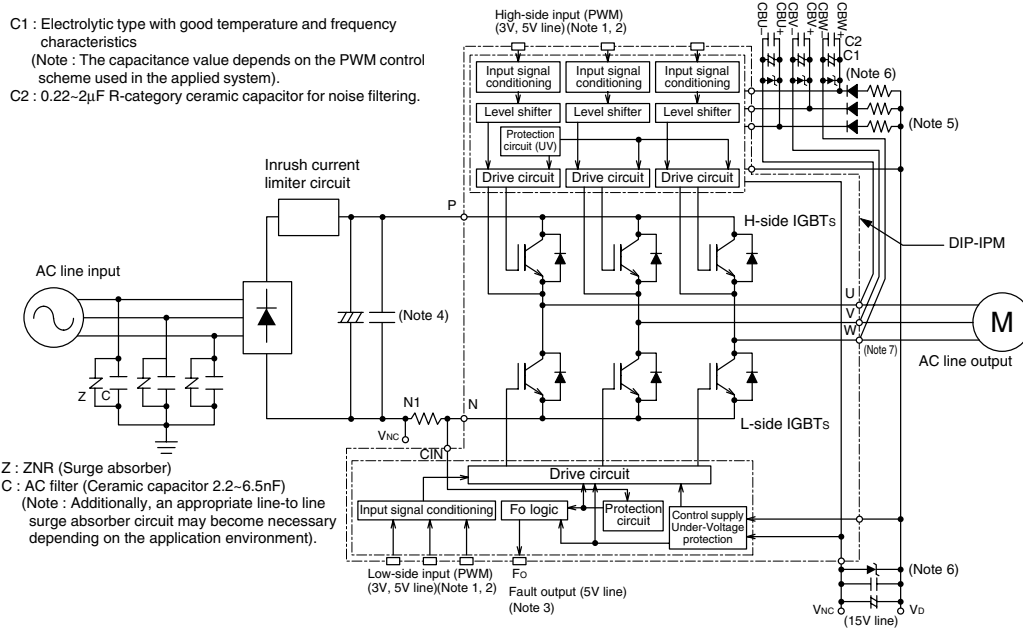 C1 : Electrolytic type with good temperature and frequency
characteristics
(Note : The capacitance value depends on the PWM control
scheme used in the applied system).
C2 : 0.22~2μF R-category ceramic capacitor for noise filtering.
High-side input (PWM)
(3V, 5V line)(Note 1, 2)
CBU–
CBU+
CBV–
CBV+
CBW–
CBW+
C2
C1
(Note 6)
(Note 5)
Input signal
conditioning
Input signal
conditioning
Input signal
conditioning
Level shifter
Level shifter
Level shifter
Protection
circuit (UV)
Drive circuit
Drive circuit
Drive circuit
Inrush current
limiter circuit
P
H-side IGBTs
DIP-IPM
AC line input
(Note 4)
U
V
W
(Note 7)
M
AC line output
Z
C
N1
N
VNC
CIN
L-side IGBTs
Z : ZNR (Surge absorber)
C : AC filter (Ceramic capacitor 2.2~6.5nF)
(Note : Additionally, an appropriate line-to line
surge absorber circuit may become necessary
depending on the application environment).
Drive circuit
Input signal conditioning
Fo logic
Protection
circuit
Control supply
Under-Voltage
protection
Low-side input (PWM)
(3V, 5V line)(Note 1, 2)
Fo
Fault output (5V line)
(Note 3)
(Note 6)
VNC
VD
(15V line)